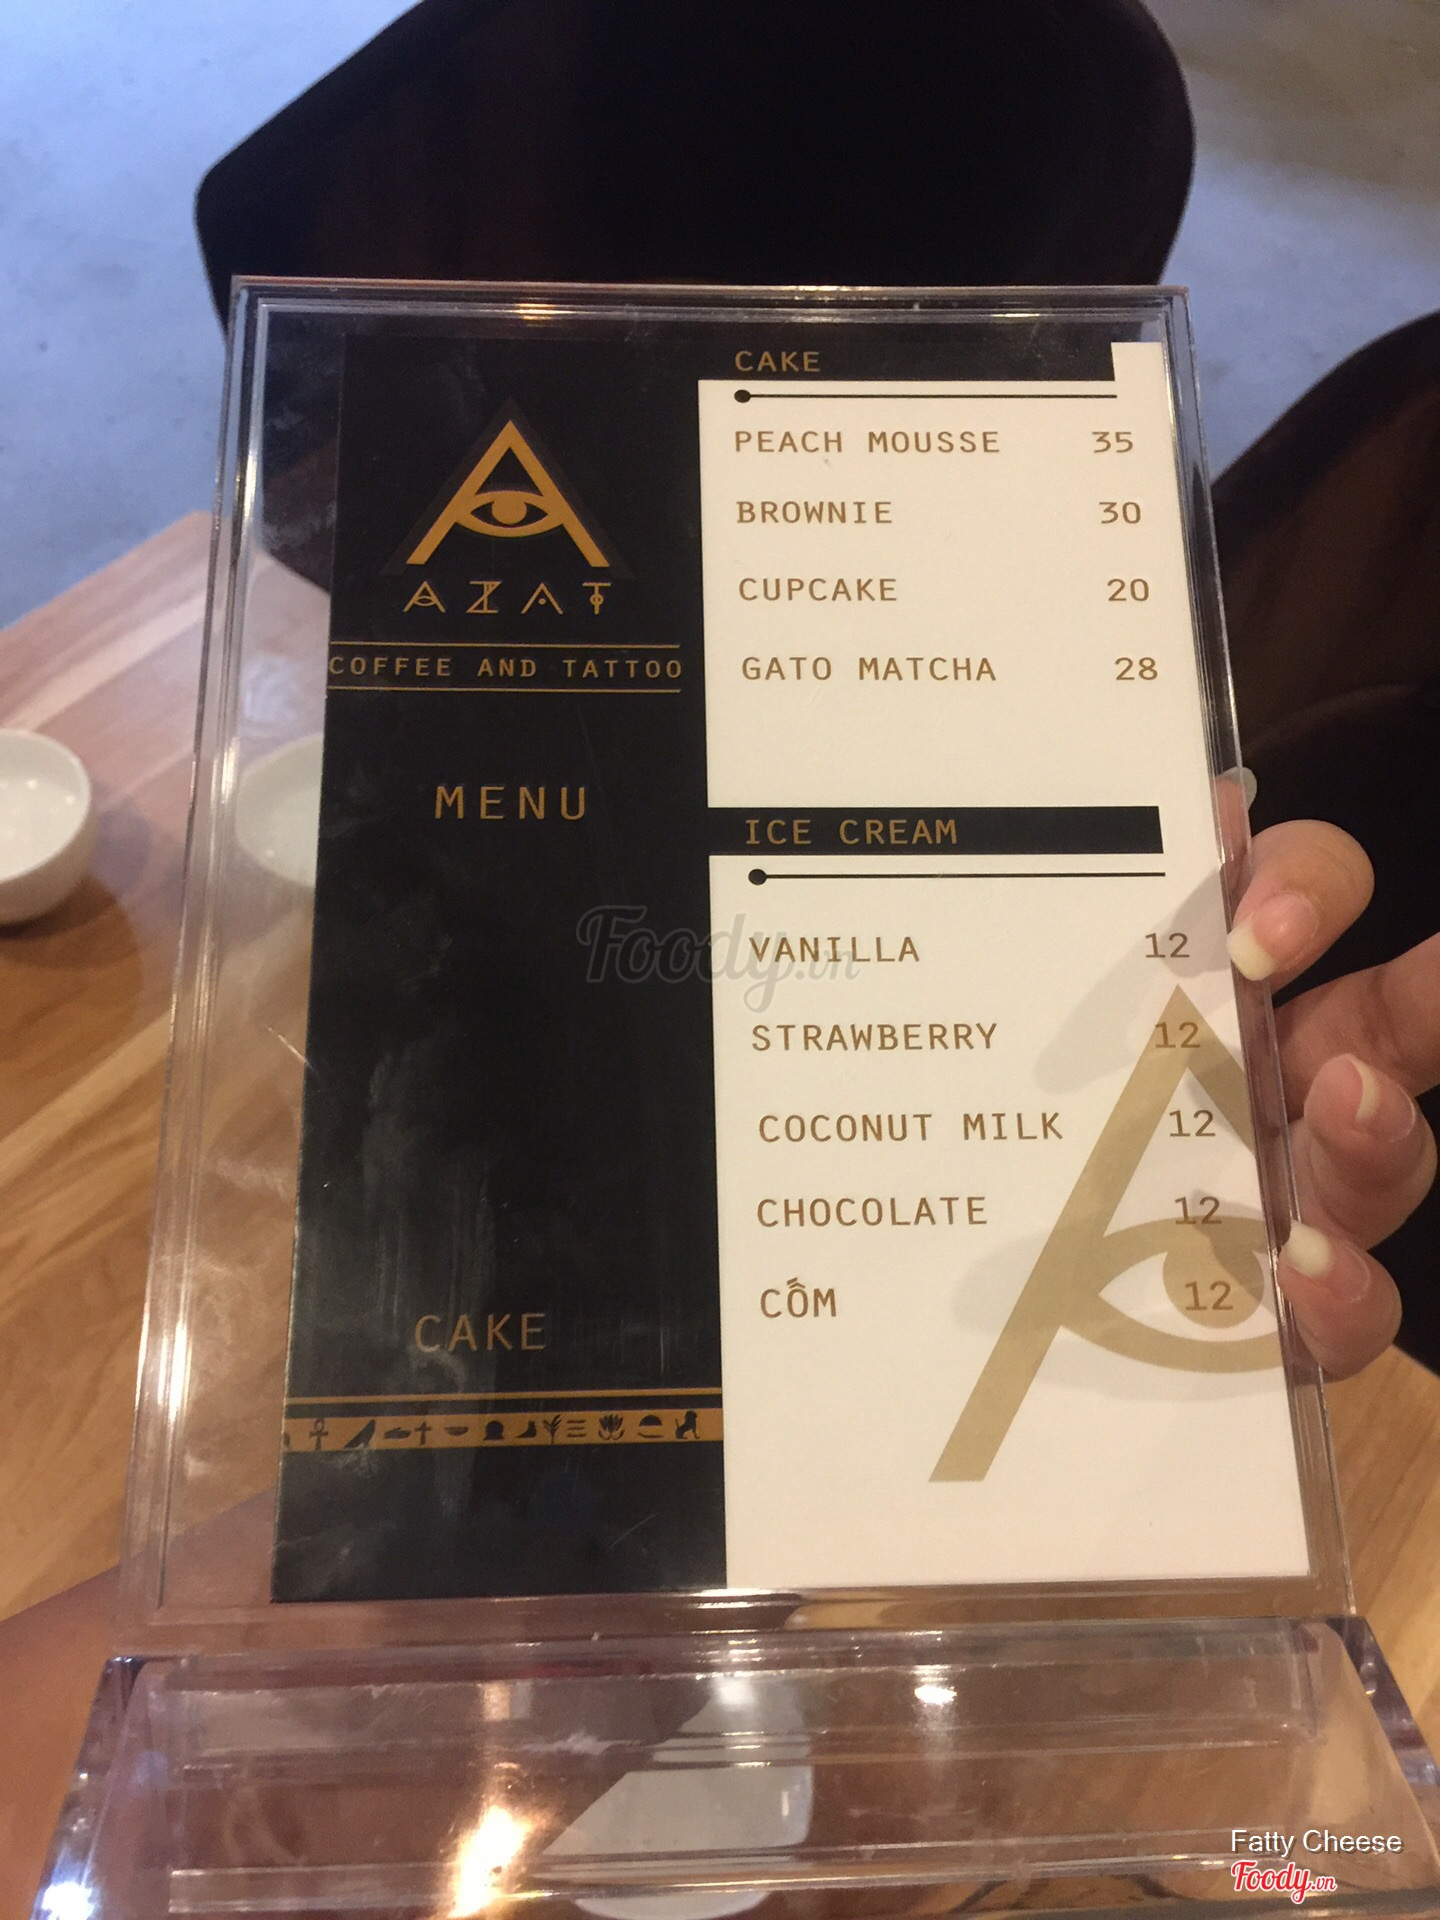 AZAT
COFFEE AND TATTOO
MENU
CAKE
CAKE
PEACH MOUSSE 35
BROWNIE 30
CUPCAKE 20
GATO MATCHA 28
ICE CREAM
VANILLA 12
STRAWBERRY 12
COCONUT MILK 12
CHOCOLATE 12
CỐM 12
Foody.vn
Fatty Cheese
Foody.vn